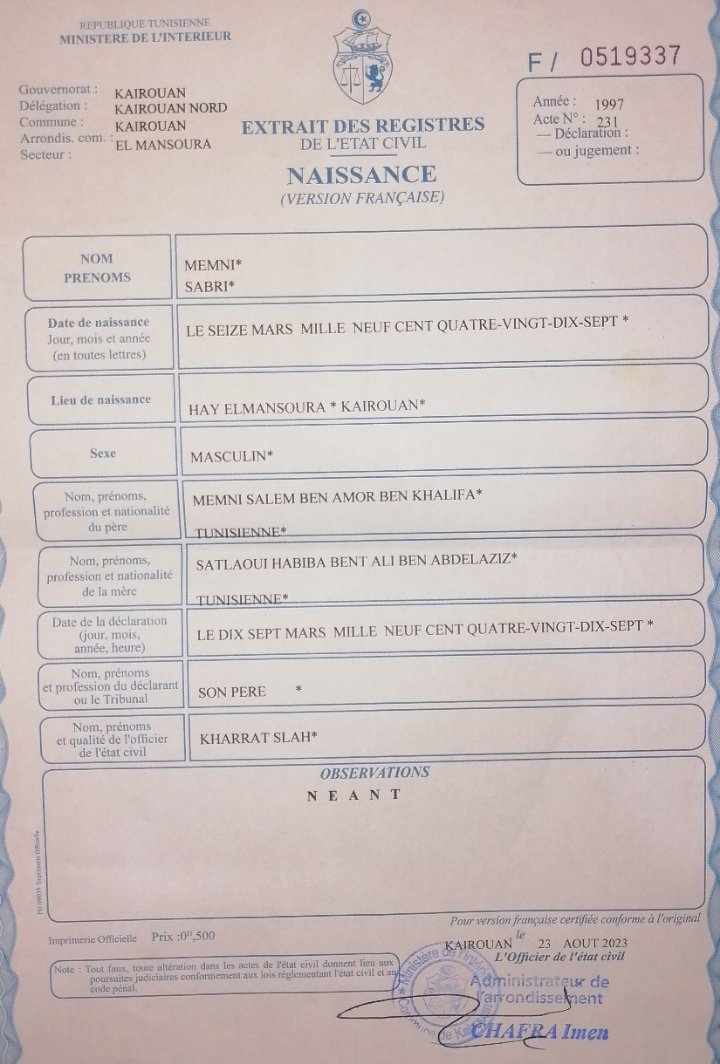 REPUBLIQUE TUNISIENNE
MINISTERE DE L'INTERIEUR
Gouvernorat : KAIROUAN
Délégation : KAIROUAN NORD
Commune : KAIROUAN
Arrondis. com. : EL MANSOURA
Secteur :
F / 0519337
Année : 1997
Acte N° : 231
— Déclaration :
— ou jugement :
EXTRAIT DES REGISTRES
DE L'ETAT CIVIL
NAISSANCE
(VERSION FRANÇAISE)
NOM
PRENOMS
MEMNI*
SABRI*
Date de naissance
Jour, mois et année
(en toutes lettres)
LE SEIZE MARS MILLE NEUF CENT QUATRE-VINGT-DIX-SEPT *
Lieu de naissance
HAY ELMANSOURA * KAIROUAN*
Sexe
MASCULIN*
Nom, prénoms,
profession et nationalité
du père
MEMNI SALEM BEN AMOR BEN KHALIFA*
TUNISIENNE*
Nom, prénoms,
profession et nationalité
de la mère
SATLAOUI HABIBA BENT ALI BEN ABDELAZIZ*
TUNISIENNE*
Date de la déclaration
(jour, mois,
année, heure)
LE DIX SEPT MARS MILLE NEUF CENT QUATRE-VINGT-DIX-SEPT *
Nom, prénoms
et profession du déclarant
ou le Tribunal
SON PERE *
Nom, prénoms
et qualité de l'officier
de l'état civil
KHARRAT SLAH*
OBSERVATIONS
N E A N T
Imprimerie Officielle Prix :0ᴰ,500
Note : Tout faux, toute altération dans les actes de l'état civil donnent lieu aux
poursuites judiciaires conformement aux lois réglementant l'état civil et au
code pénal.
Pour version française certifiée conforme à l'original
le
KAIROUAN 23 AOUT 2023
L'Officier de l'état civil
Administrateur de
l'arrondissement
CHAFRA Imen
Ministère de l'Intérieur
Commune de